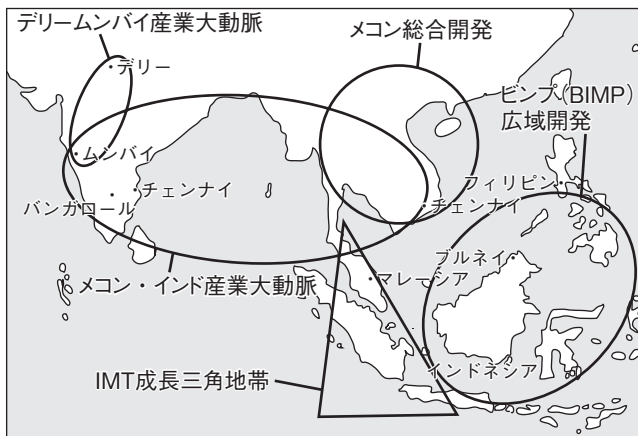 デリームンバイ産業大動脈
メコン総合開発
・デリー
ビンプ(BIMP)
広域開発
・ムンバイ
・チェンナイ
バンガロール
フィリピン・
・チェンナイ
ブルネイ
メコン・インド産業大動脈
・マレーシア
インドネシア
IMT成長三角地帯